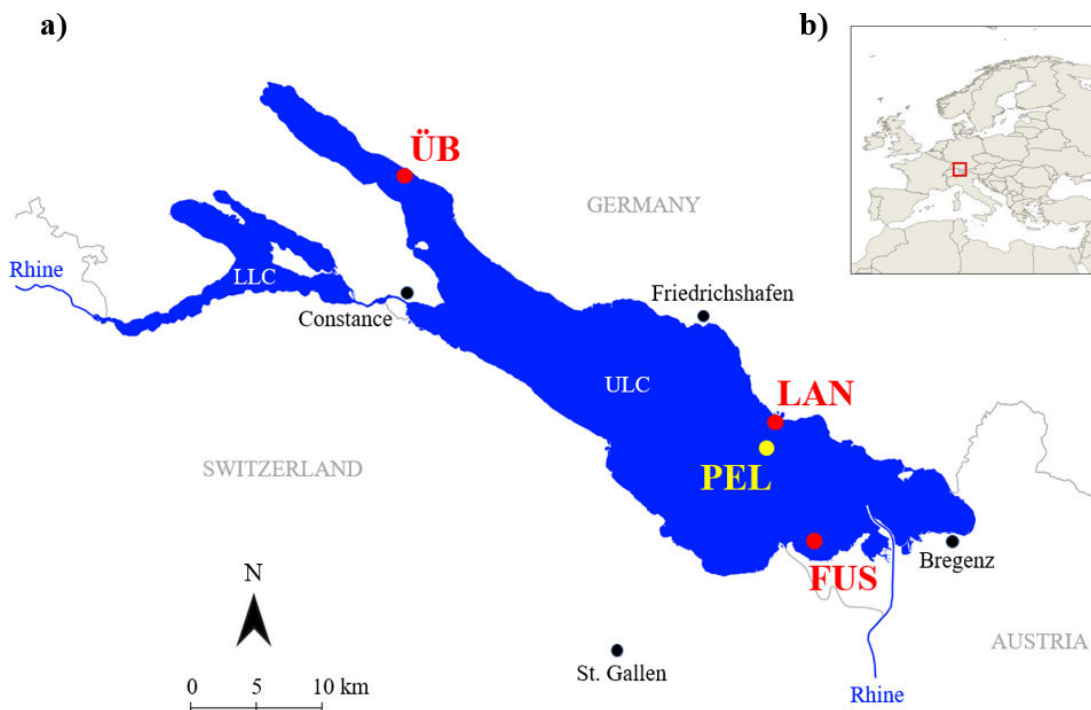 a)
b)
ÜB
GERMANY
Rhine
LLC
Friedrichshafen
Constance
ULC
LAN
SWITZERLAND
PEL
FUS
Bregenz
N
AUSTRIA
St. Gallen
0 5 10 km
Rhine